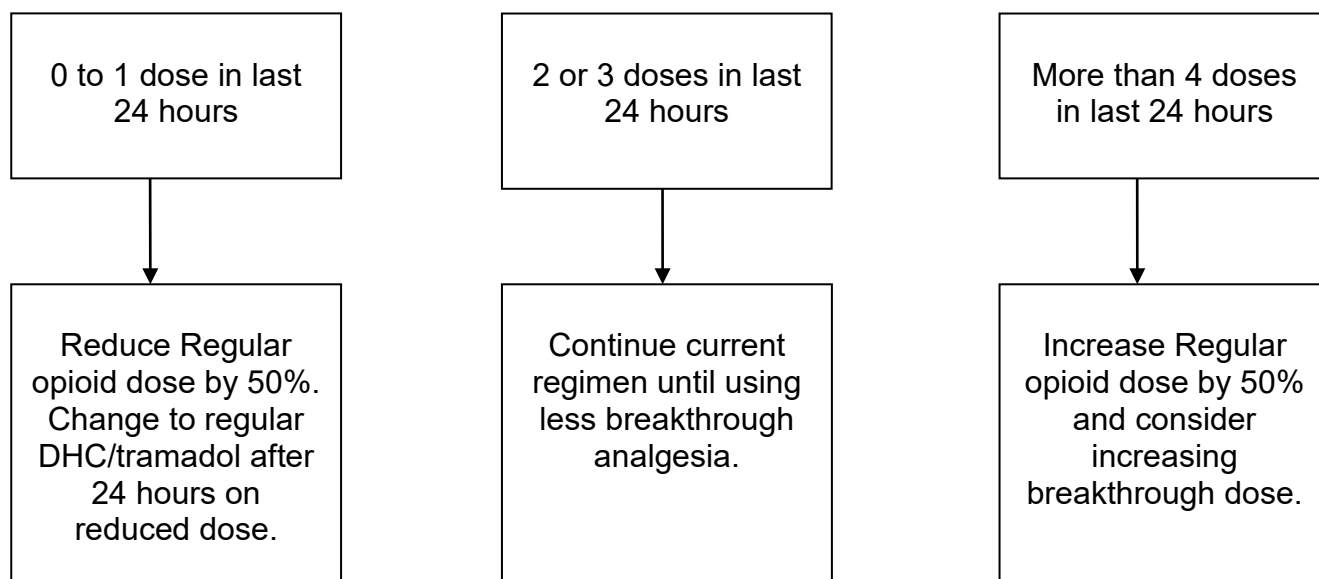 0 to 1 dose in last
24 hours
2 or 3 doses in last
24 hours
More than 4 doses
in last 24 hours
Reduce Regular
opioid dose by 50%.
Change to regular
DHC/tramadol after
24 hours on
reduced dose.
Continue current
regimen until using
less breakthrough
analgesia.
Increase Regular
opioid dose by 50%
and consider
increasing
breakthrough dose.